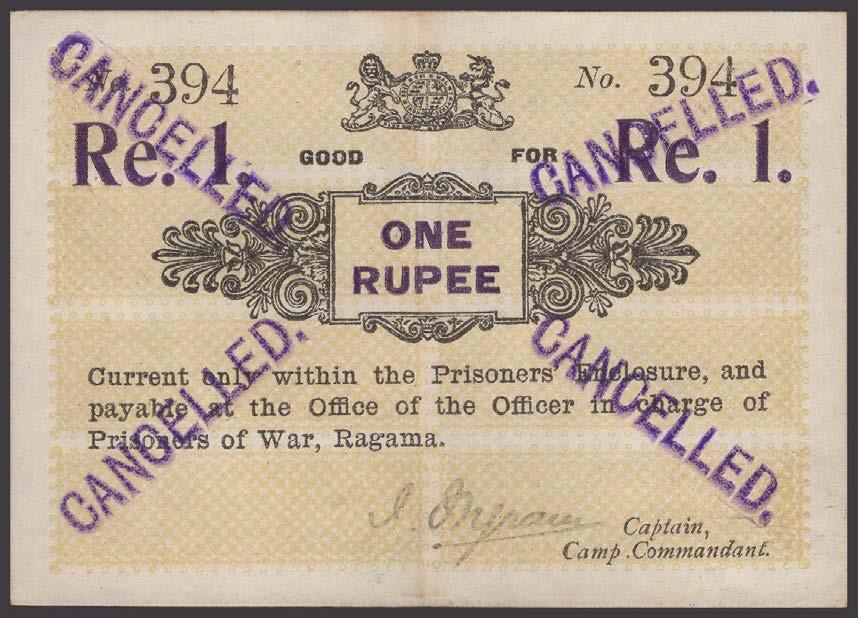 No. 394 No. 394
Re. 1. Re. 1.
GOOD FOR
ONE
RUPEE
Current only within the Prisoners' Enclosure, and
payable at the Office of the Officer in charge of
Prisoners of War, Ragama.
Captain,
Camp Commandant.
CANCELLED.
CANCELLED.
CANCELLED.
CANCELLED.